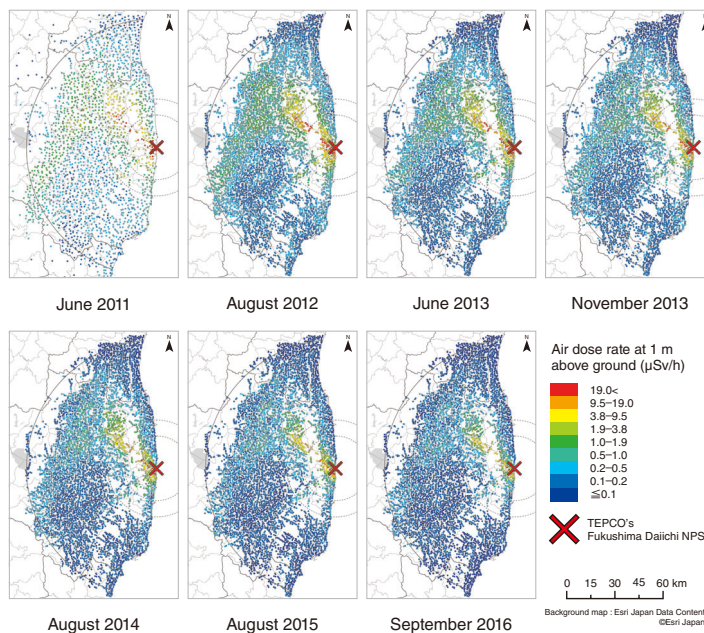 N
N
N
N
June 2011
August 2012
June 2013
November 2013
N
N
N
Air dose rate at 1 m
above ground (μSv/h)
19.0<
9.5–19.0
3.8–9.5
1.9–3.8
1.0–1.9
0.5–1.0
0.2–0.5
0.1–0.2
≦0.1
TEPCO's
Fukushima Daiichi NPS
0 15 30 45 60 km
Background map : Esri Japan Data Content
©Esri Japan
August 2014
August 2015
September 2016